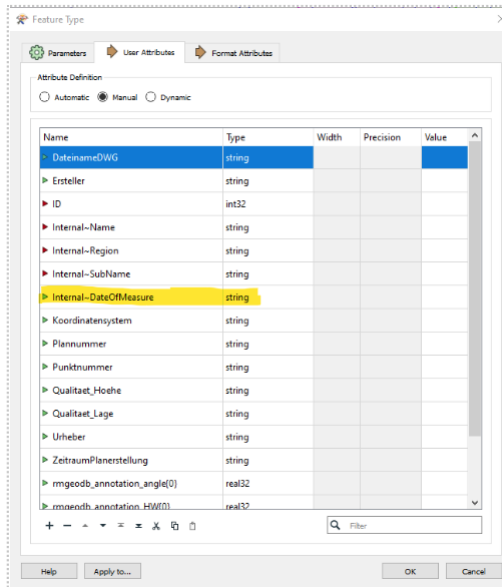 Feature Type
Parameters User Attributes Format Attributes
Attribute Definition
Automatic Manual Dynamic
Name Type Width Precision Value
DateinameDWG string
Ersteller string
ID int32
Internal~Name string
Internal~Region string
Internal~SubName string
Internal~DateOfMeasure string
Koordinatensystem string
Plannummer string
Punktnummer string
Qualitaet_Hoehe string
Qualitaet_Lage string
Urheber string
ZeitraumPlanerstellung string
rmgeodb_annotation_angle{0} real32
rmgeodb_annotation_HW{0} real32
Filter
Help Apply to... OK Cancel